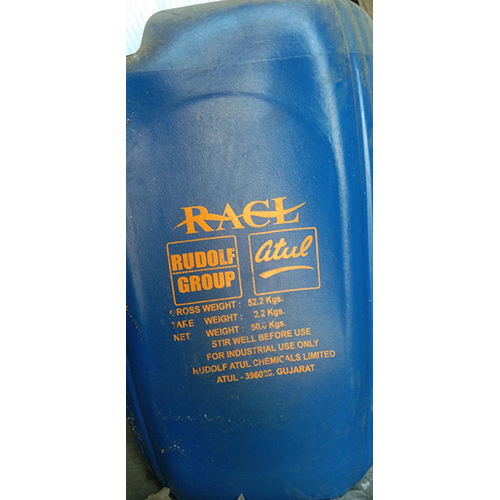 RACL
RUDOLF GROUP
atul
GROSS WEIGHT : 52.2 Kgs.
TARE WEIGHT : 2.2 Kgs.
NET WEIGHT : 50.0 Kgs.
STIR WELL BEFORE USE
FOR INDUSTRIAL USE ONLY
RUDOLF ATUL CHEMICALS LIMITED
ATUL - 396020. GUJARAT